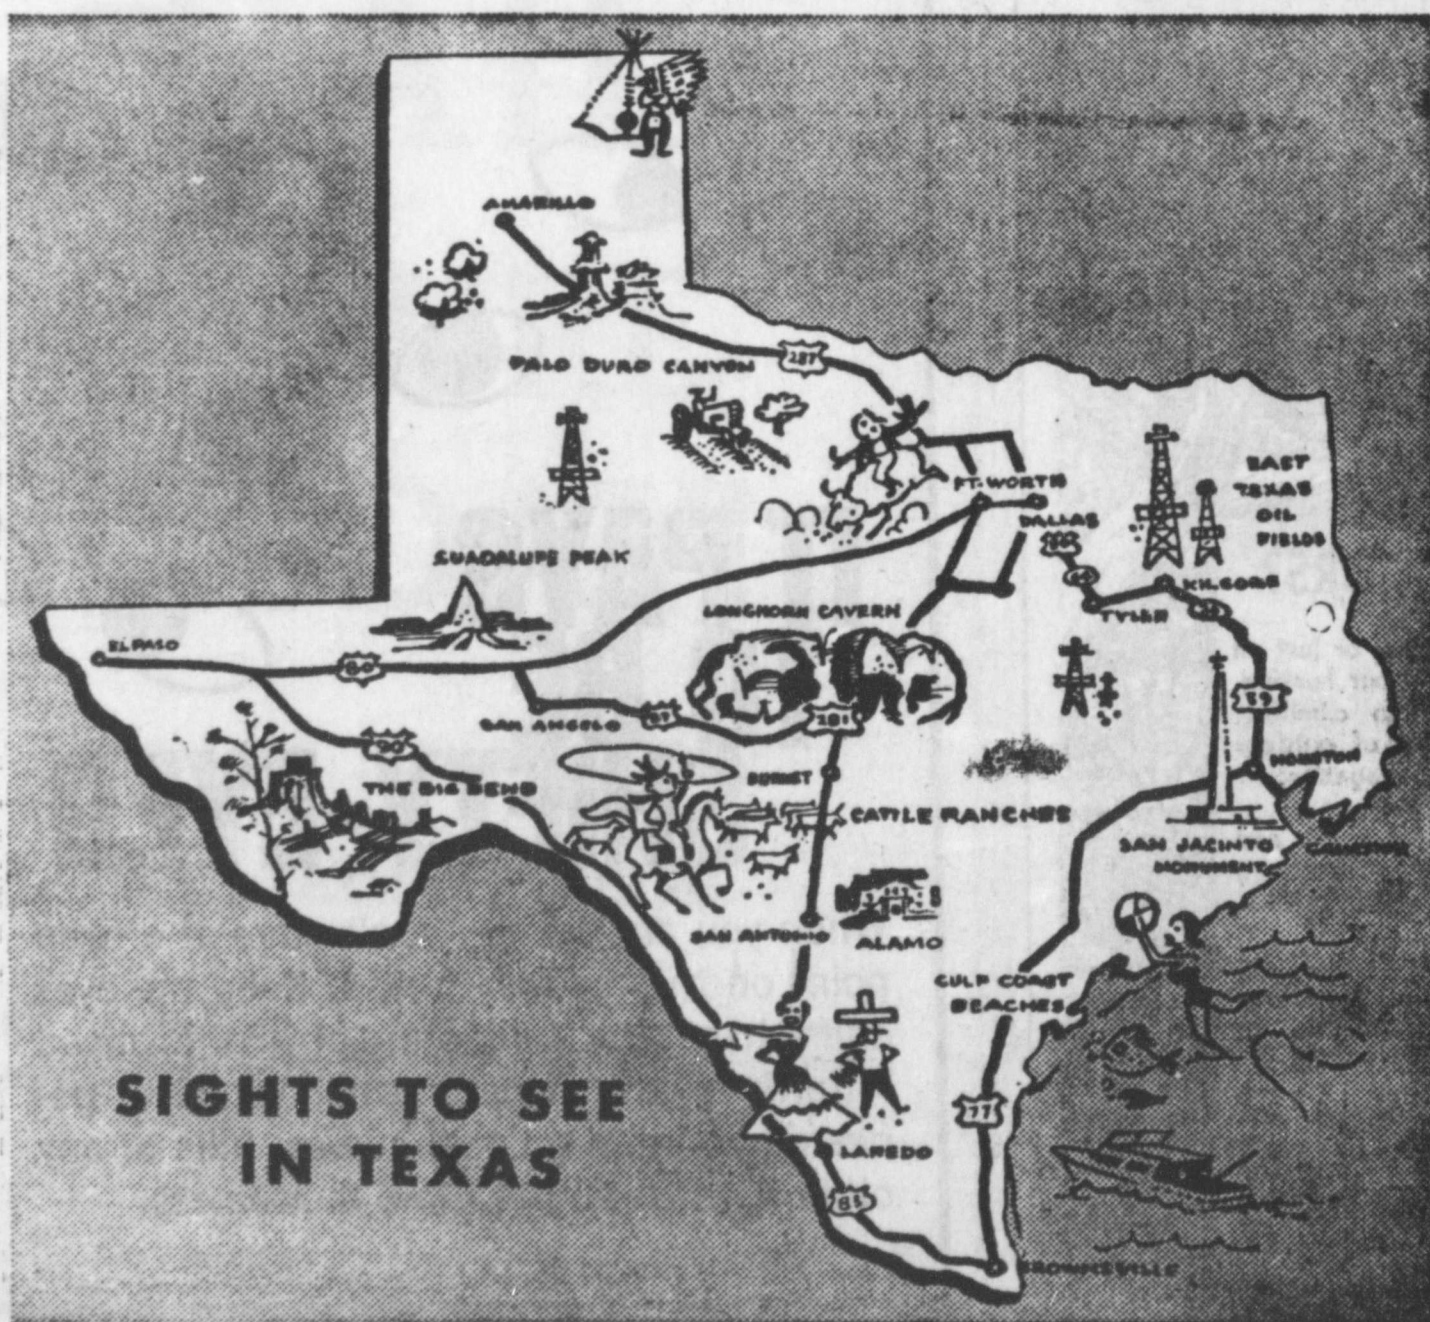 AMARILLO
PALO DURO CANYON
287
FT. WORTH
DALLAS
EAST
TEXAS
OIL
FIELDS
GUADALUPE PEAK
KILGORE
TYLER
LONGHORN CAVERN
EL PASO
80
SAN ANGELO
87
281
59
90
HOUSTON
THE BIG BEND
BURNET
CATTLE RANCHES
SAN JACINTO
MONUMENT
GALVESTON
SAN ANTONIO
ALAMO
GULF COAST
BEACHES
77
LAREDO
BROWNSVILLE
SIGHTS TO SEE
IN TEXAS